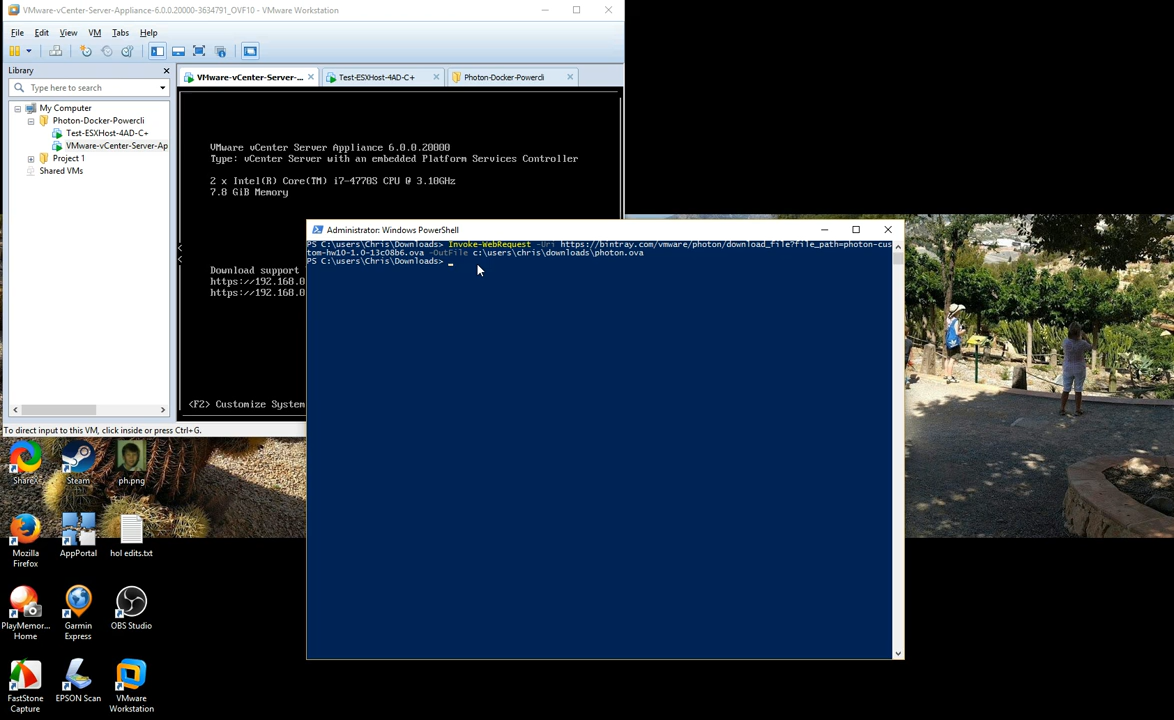 VMware-vCenter-Server-Appliance-6.0.0.20000-3634791_OVF10 - VMware Workstation
File Edit View VM Tabs Help
Library
Type here to search
My Computer
Photon-Docker-Powercli
Test-ESXHost-4AD-C+
VMware-vCenter-Server-Ap
Project 1
Shared VMs
VMware-vCenter-Server-... Test-ESXHost-4AD-C+ Photon-Docker-Powercli
VMware vCenter Server Appliance 6.0.0.20000
Type: vCenter Server with an embedded Platform Services Controller
2 x Intel(R) Core(TM) i7-4770S CPU @ 3.10GHz
7.8 GiB Memory
Download support
https://192.168.0
https://192.168.0
<F2> Customize System
To direct input to this VM, click inside or press Ctrl+G.
Administrator: Windows PowerShell
PS C:\users\Chris\Downloads> Invoke-WebRequest -Uri https://bintray.com/vmware/photon/download_file?file_path=photon-cus
tom-hw10-1.0-13c08b6.ova -OutFile c:\users\chris\downloads\photon.ova
PS C:\users\Chris\Downloads> _
ShareX
Steam
ph.png
Mozilla
Firefox
AppPortal
hol edits.txt
PlayMemor...
Home
Garmin
Express
OBS Studio
FastStone
Capture
EPSON Scan
VMware
Workstation